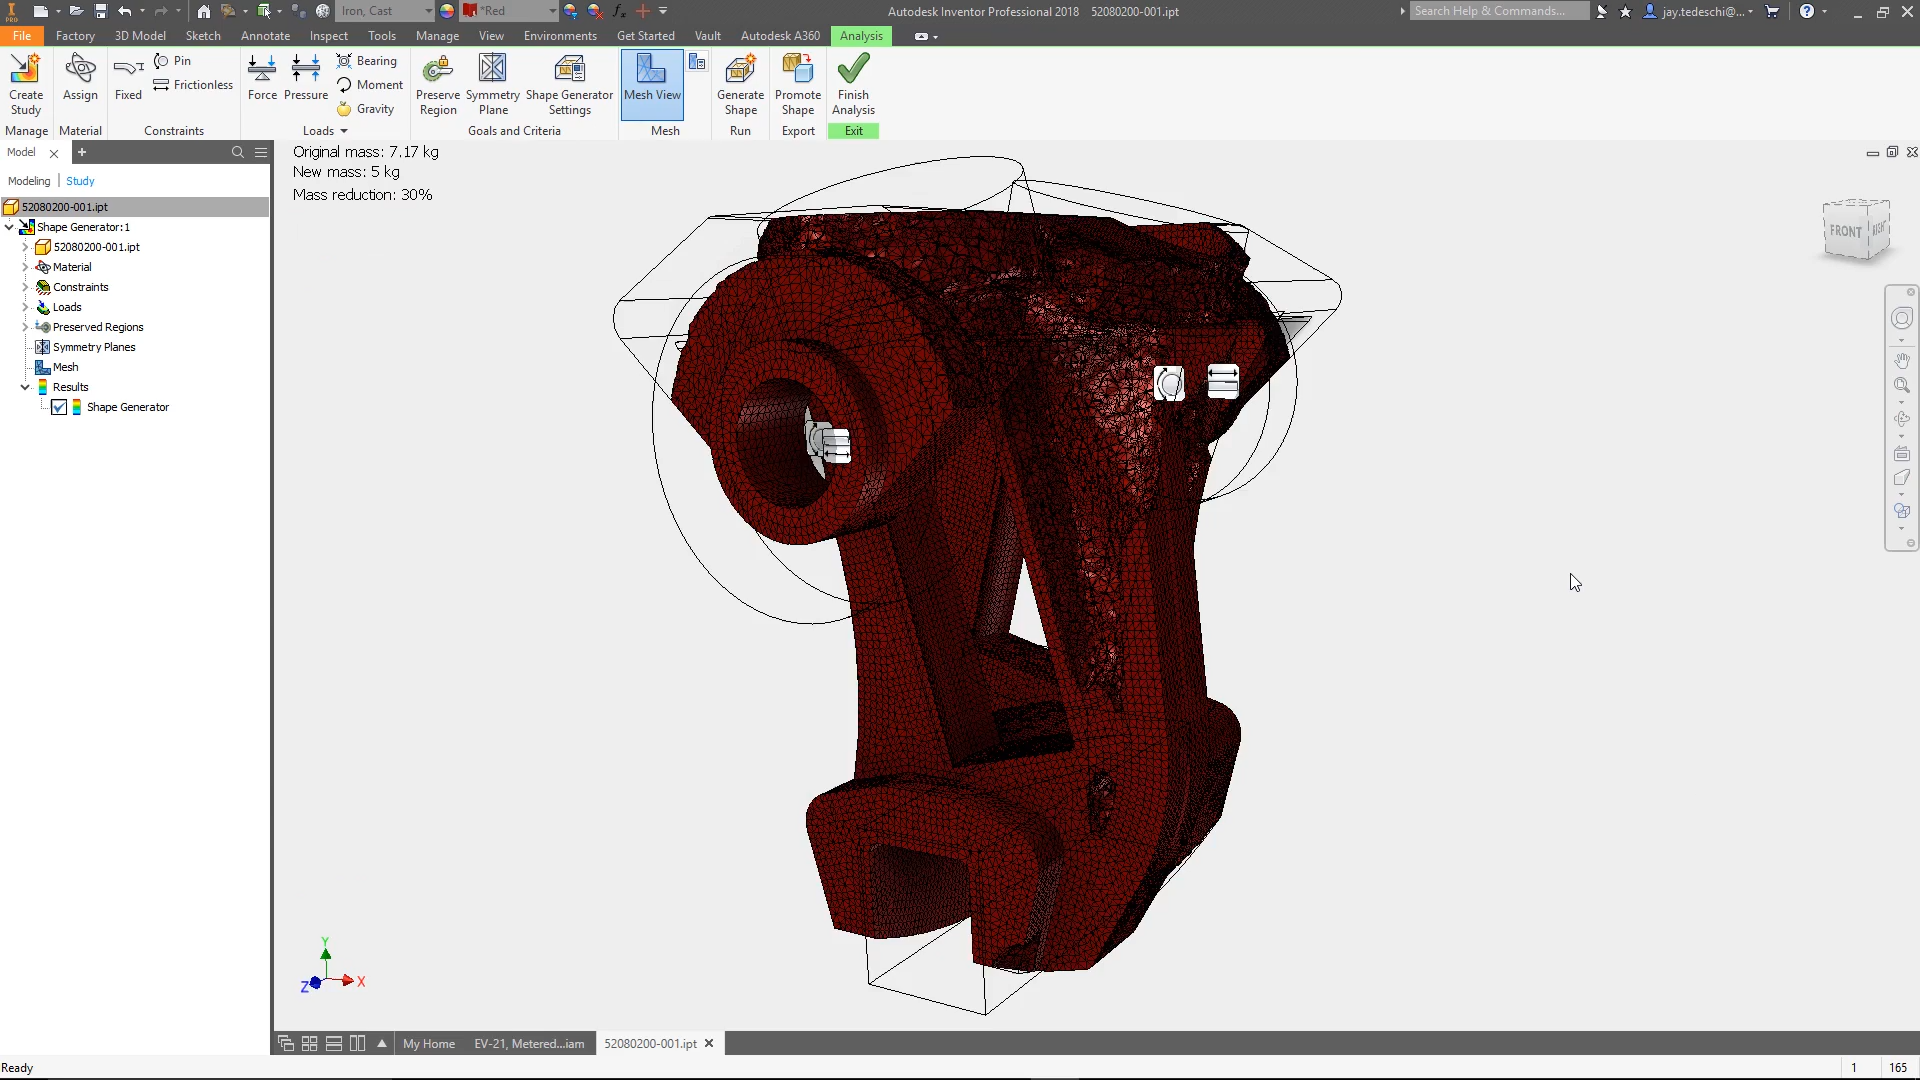 Iron, Cast
*Red
Autodesk Inventor Professional 2018 52080200-001.ipt
Search Help & Commands...
jay.tedeschi@...
File Factory 3D Model Sketch Annotate Inspect Tools Manage View Environments Get Started Vault Autodesk A360 Analysis
Create Study
Assign
Fixed
Pin
Frictionless
Force
Pressure
Bearing
Moment
Gravity
Preserve Region
Symmetry Plane
Shape Generator Settings
Mesh View
Generate Shape
Promote Shape
Finish Analysis
Manage Material Constraints Loads Goals and Criteria Mesh Run Export Exit
Model
Modeling Study
52080200-001.ipt
Shape Generator:1
52080200-001.ipt
Material
Constraints
Loads
Preserved Regions
Symmetry Planes
Mesh
Results
Shape Generator
Original mass: 7.17 kg
New mass: 5 kg
Mass reduction: 30%
FRONT RIGHT
Y
Z X
My Home EV-21, Metered...iam 52080200-001.ipt
Ready
1 165